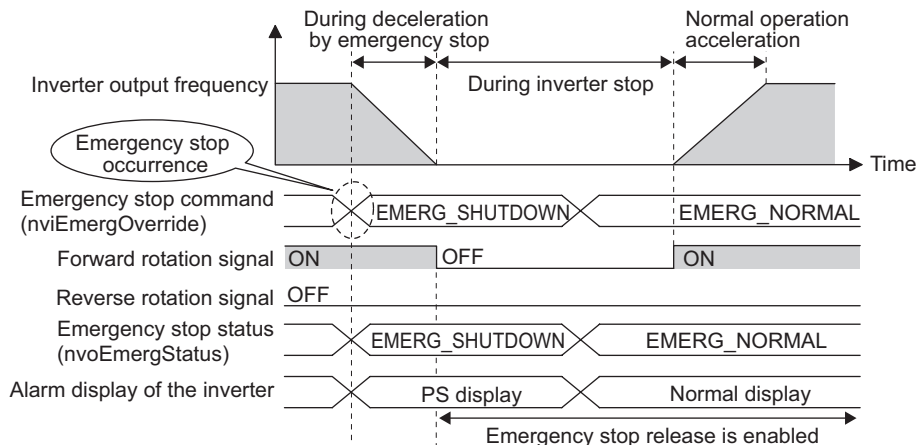 During deceleration
by emergency stop
Normal operation
acceleration
Inverter output frequency
During inverter stop
Emergency stop
occurrence
Time
Emergency stop command
(nviEmergOverride)
EMERG_SHUTDOWN
EMERG_NORMAL
Forward rotation signal
ON
OFF
ON
Reverse rotation signal
OFF
Emergency stop status
(nvoEmergStatus)
EMERG_SHUTDOWN
EMERG_NORMAL
Alarm display of the inverter
PS display
Normal display
Emergency stop release is enabled